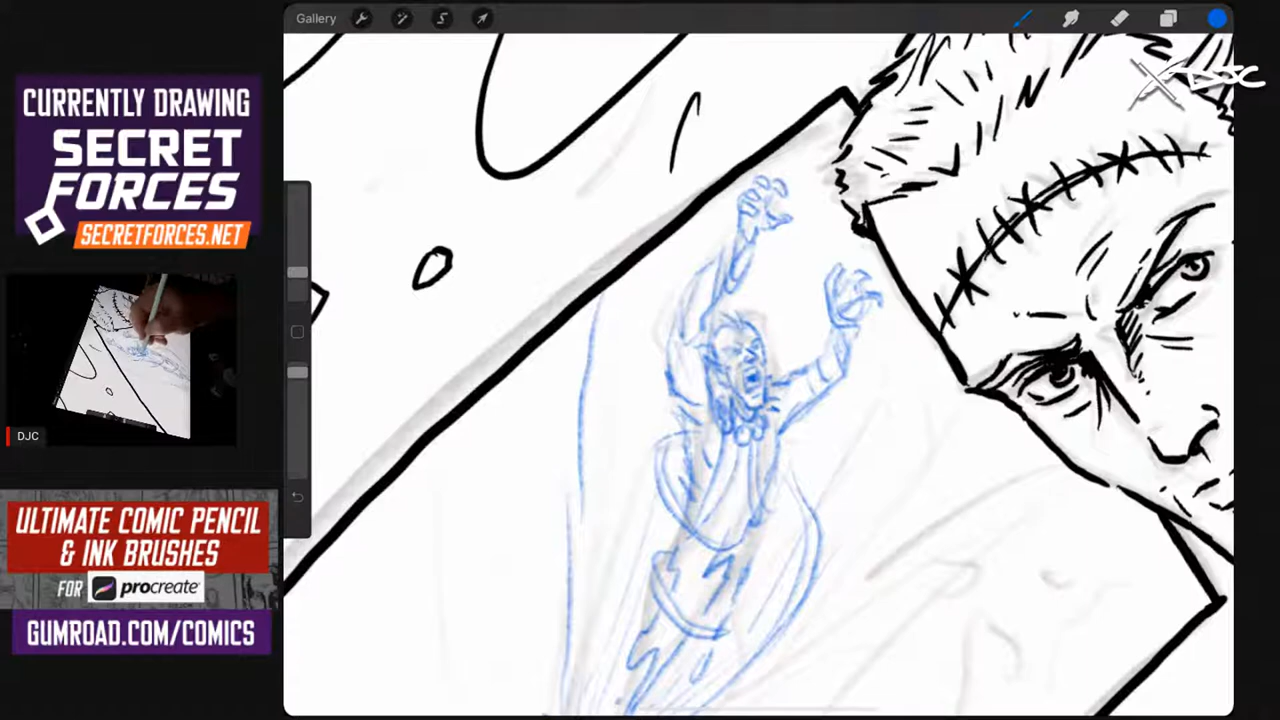 CURRENTLY DRAWING
SECRET
FORCES
SECRETFORCES.NET
DJC
ULTIMATE COMIC PENCIL
& INK BRUSHES
FOR procreate
GUMROAD.COM/COMICS
Gallery